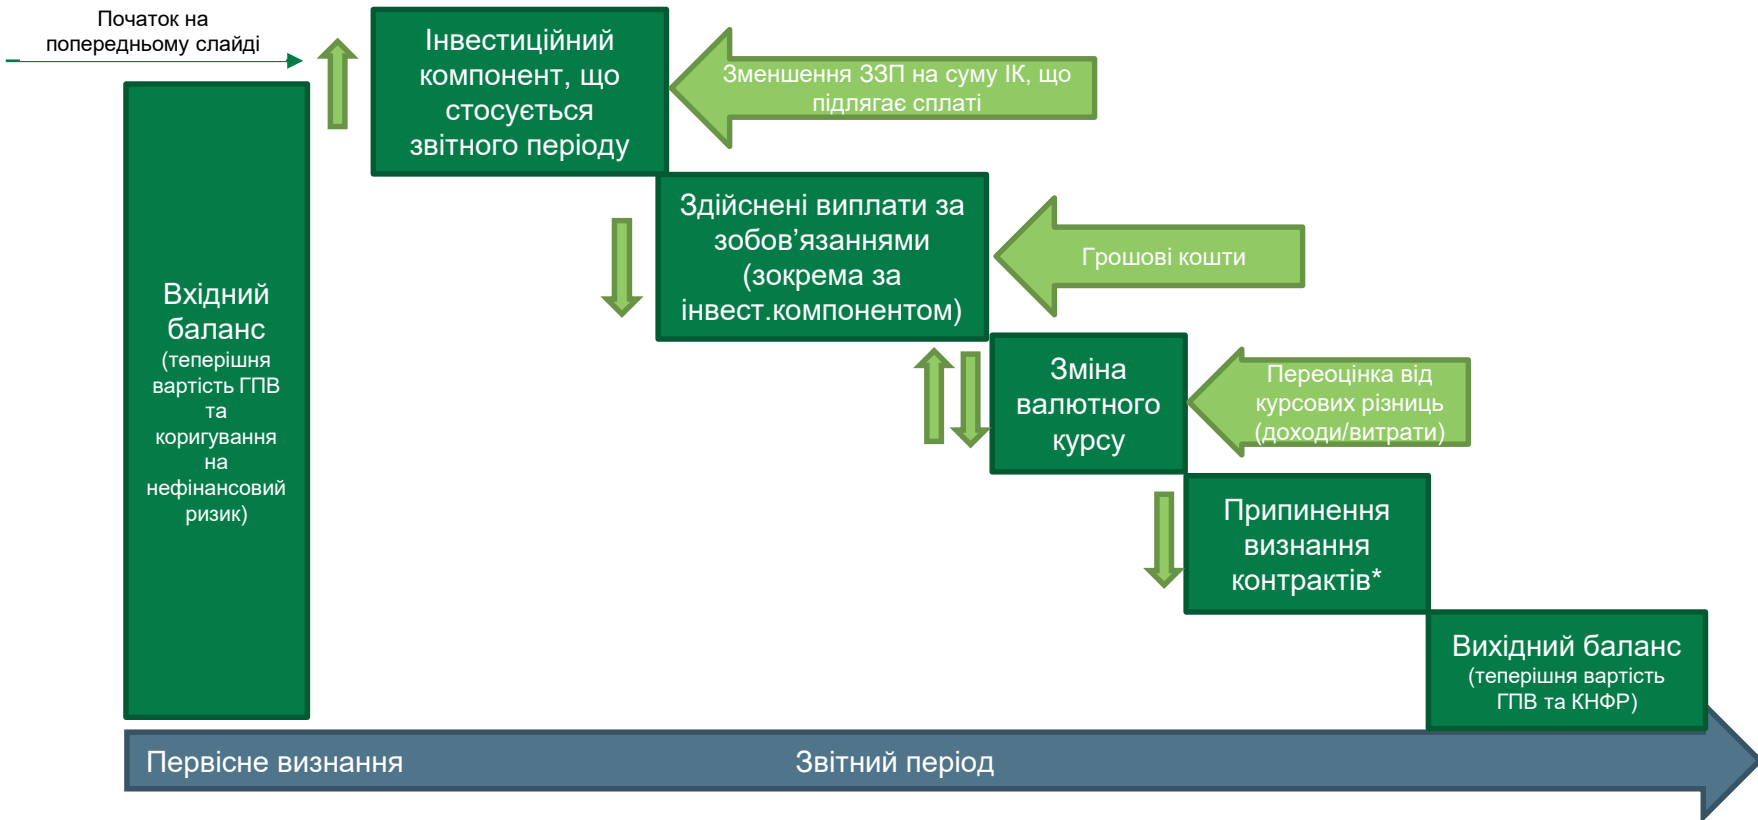 Початок на
попередньому слайді
Інвестиційний
компонент, що
стосується
звітного періоду
Зменшення ЗЗП на суму ІК, що
підлягає сплаті
Здійснені виплати за
зобов’язаннями
(зокрема за
інвест.компонентом)
Грошові кошти
Вхідний
баланс
(теперішня
вартість ГПВ
та
коригування
на
нефінансовий
ризик)
Зміна
валютного
курсу
Переоцінка від
курсових різниць
(доходи/витрати)
Припинення
визнання
контрактів*
Вихідний баланс
(теперішня вартість
ГПВ та КНФР)
Первісне визнання
Звітний період